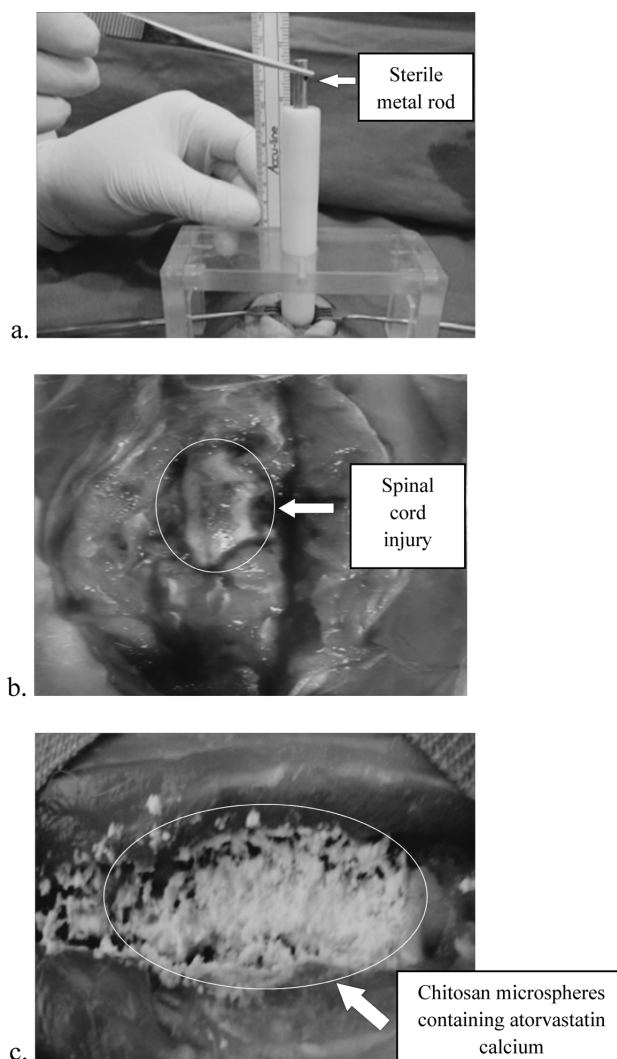 Sterile
metal rod
Accu-line
a.
Spinal
cord
injury
b.
Chitosan microspheres
containing atorvastatin
calcium
c.